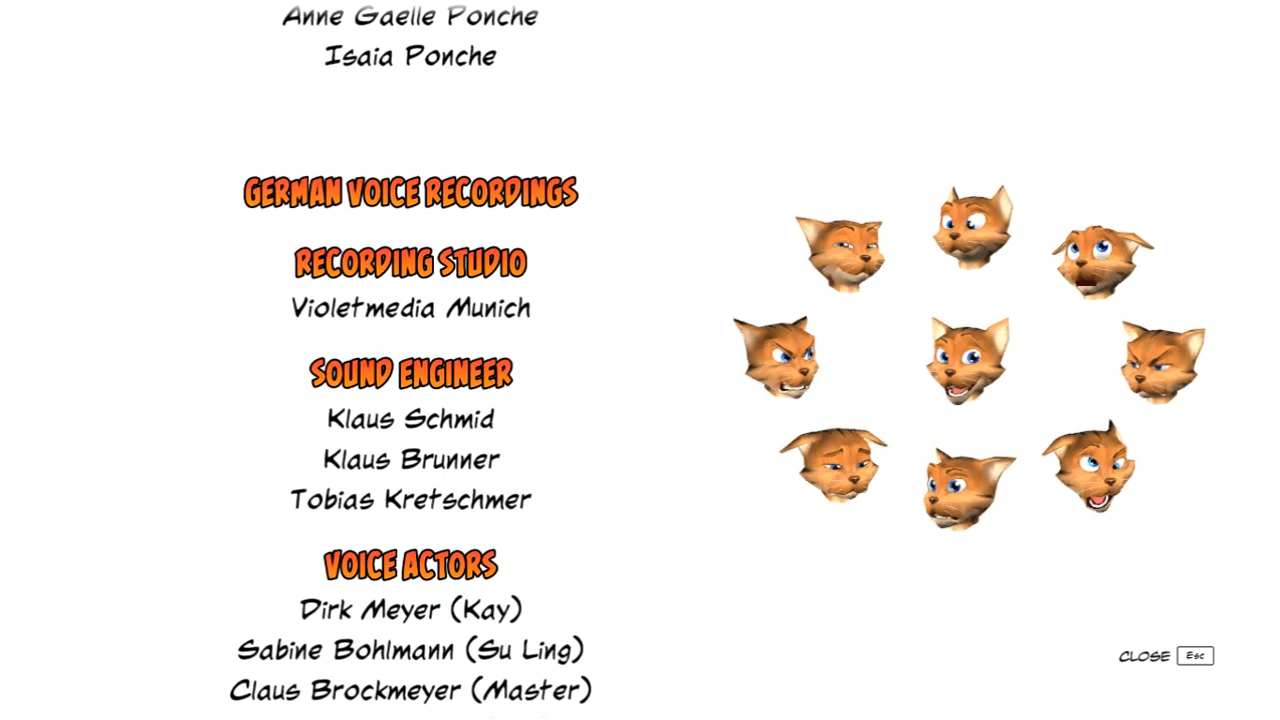 Anne Gaelle Ponche
Isaia Ponche
GERMAN VOICE RECORDINGS
RECORDING STUDIO
Violetmedia Munich
SOUND ENGINEER
Klaus Schmid
Klaus Brunner
Tobias Kretschmer
VOICE ACTORS
Dirk Meyer (Kay)
Sabine Bohlmann (Su Ling)
Claus Brockmeyer (Master)
CLOSE Esc